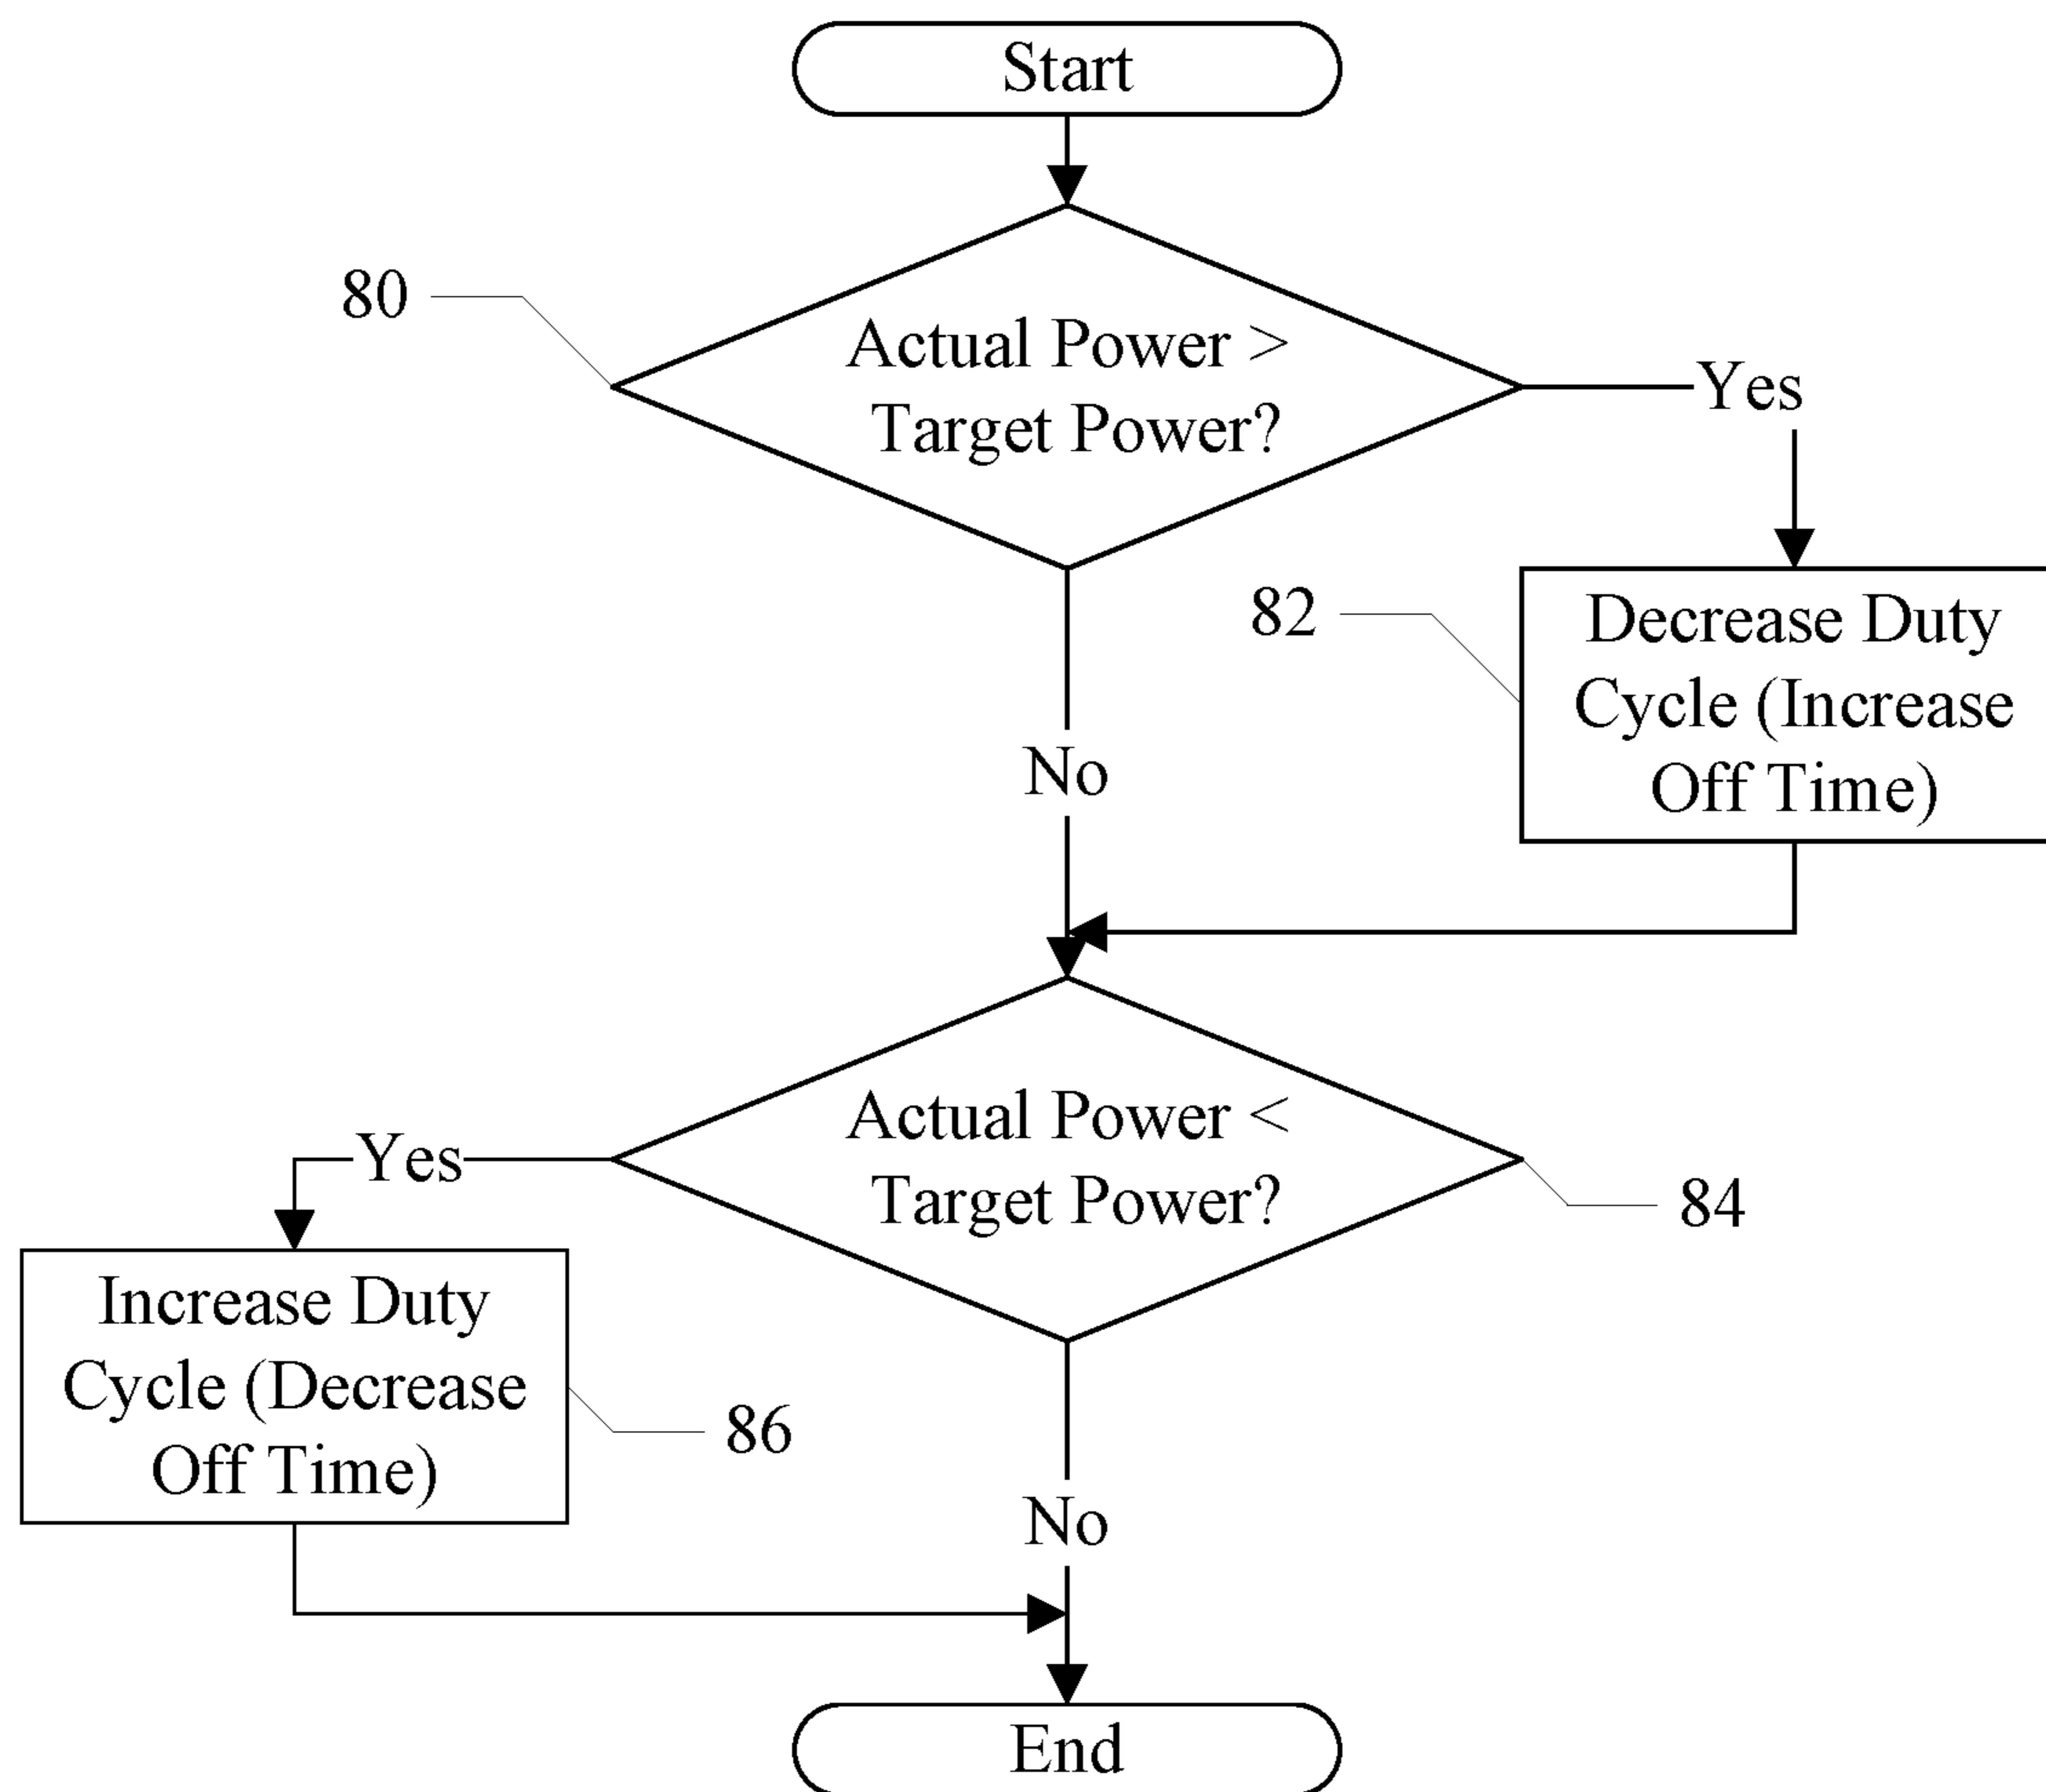 Start
80
Actual Power >
Target Power?
Yes
82
Decrease Duty
Cycle (Increase
Off Time)
No
Actual Power <
Target Power?
Yes
84
Increase Duty
Cycle (Decrease
Off Time)
86
No
End